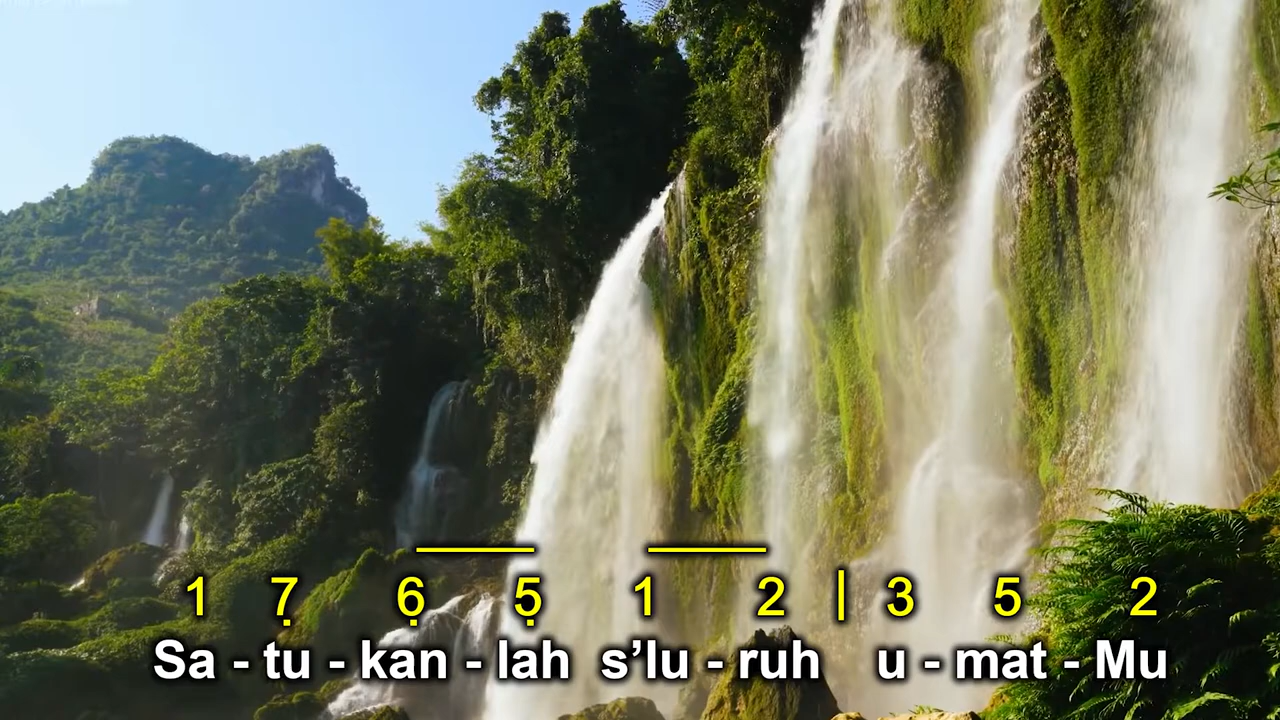 1 7̣ 6̣ 5̣ 1 2 | 3 5 2
Sa - tu - kan - lah s’lu - ruh u - mat - Mu